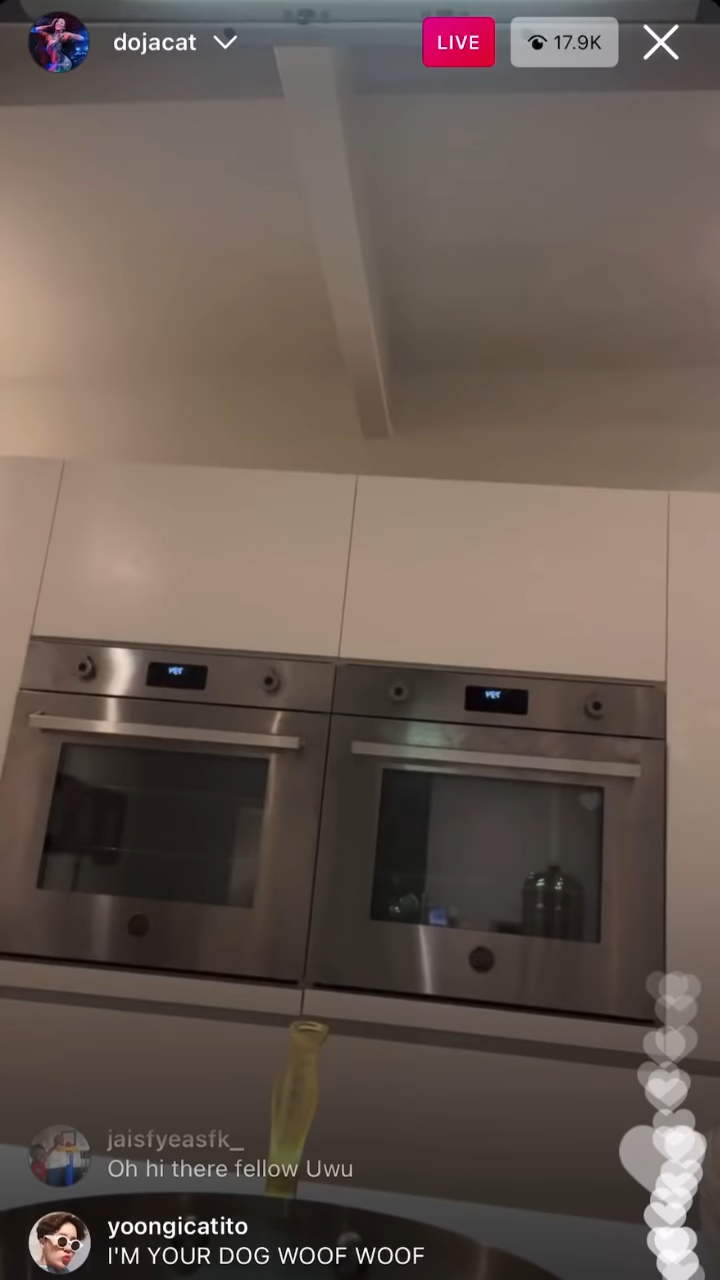 dojacat
LIVE
17.9K
jaisfyeasfk_
Oh hi there fellow Uwu
yoongicatito
I'M YOUR DOG WOOF WOOF